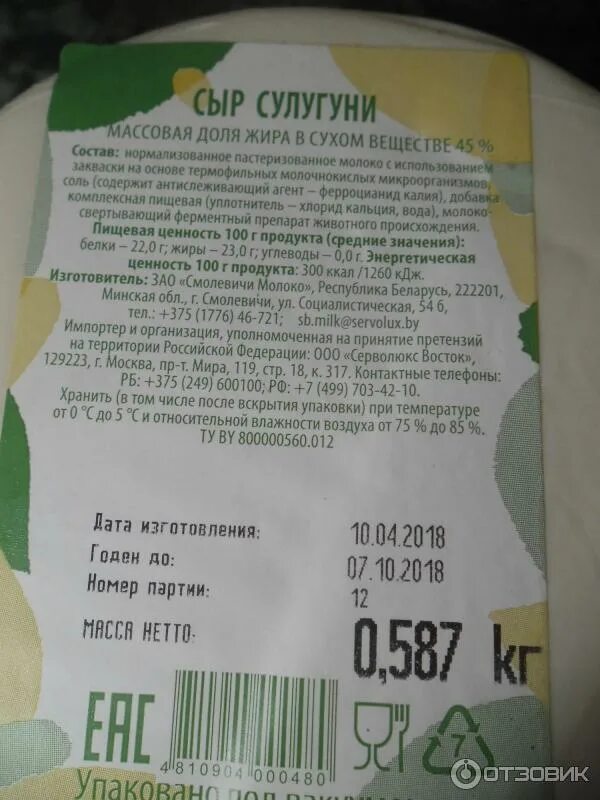 СЫР СУЛУГУНИ
МАССОВАЯ ДОЛЯ ЖИРА В СУХОМ ВЕЩЕСТВЕ 45 %
Состав: нормализованное пастеризованное молоко с использованием
закваски на основе термофильных молочнокислых микроорганизмов,
соль (содержит антислеживающий агент – ферроцианид калия), добавка
комплексная пищевая (уплотнитель – хлорид кальция, вода), молоко-
свертывающий ферментный препарат животного происхождения.
Пищевая ценность 100 г продукта (средние значения):
белки – 22,0 г; жиры – 23,0 г; углеводы – 0,0 г. Энергетическая
ценность 100 г продукта: 300 ккал /1260 кДж.
Изготовитель: ЗАО «Смолевичи Молоко», Республика Беларусь, 222201,
Минская обл., г. Смолевичи, ул. Социалистическая, 54 б,
тел.: +375 (1776) 46-721; sb.milk@servolux.by
Импортер и организация, уполномоченная на принятие претензий
на территории Российской Федерации: ООО «Серволюкс Восток»,
129223, г. Москва, пр-т. Мира, 119, стр. 18, к. 317. Контактные телефоны:
РБ: +375 (249) 600100; РФ: +7 (499) 703-42-10.
Хранить (в том числе после вскрытия упаковки) при температуре
от 0 °С до 5 °С и относительной влажности воздуха от 75 % до 85 %.
ТУ BY 800000560.012
Дата изготовления: 10.04.2018
Годен до: 07.10.2018
Номер партии: 12
МАССА НЕТТО: 0,587 кг
EAC
4 810904 000480
7
Упаковано под
ОТЗОВИК